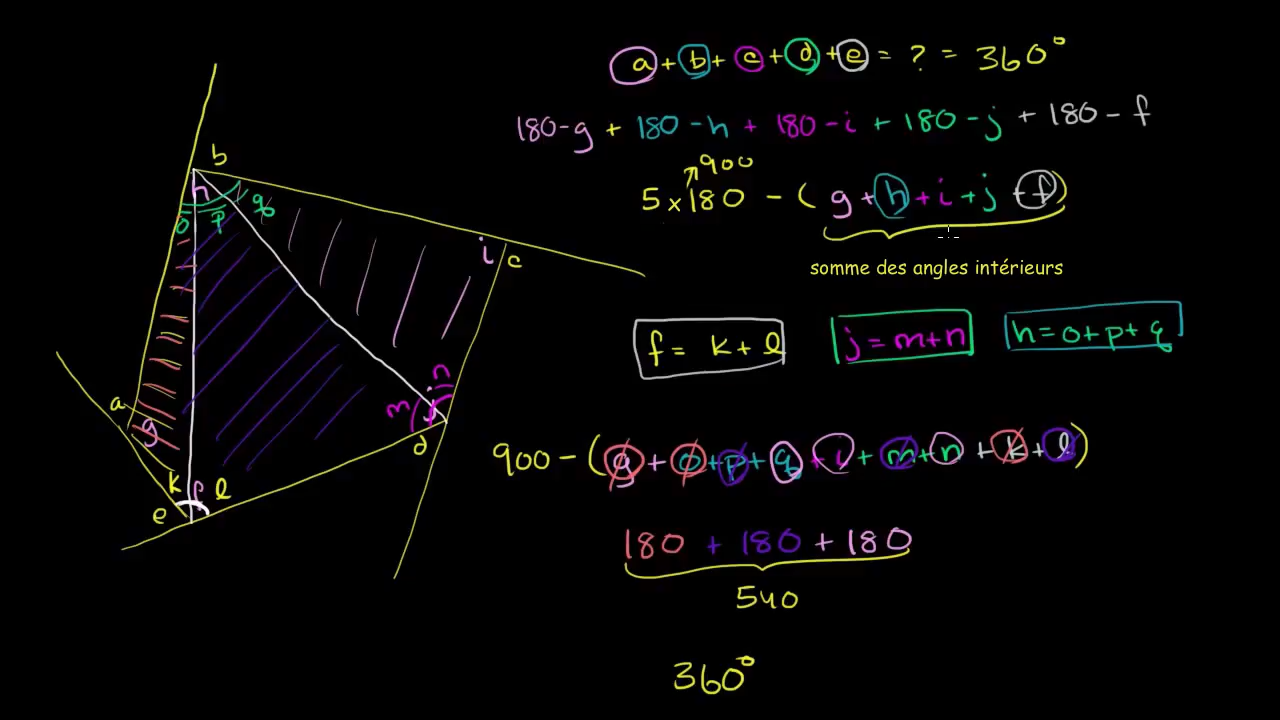 a + b + c + d + e = ? = 360°
180-g + 180-h + 180-i + 180-j + 180-f
900
5 x 180 - ( g + h + i + j + f )
somme des angles intérieurs
f = k + l
j = m + n
h = o + p + q
900 - ( g + o + p + q + i + m + n + k + l )
180 + 180 + 180
540
360°
b
h
q
o
p
i
c
a
g
n
m
j
d
k
f
l
e